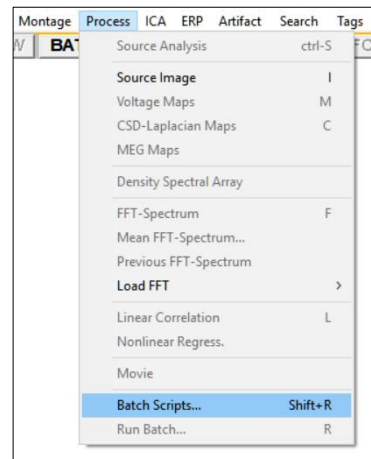 Montage Process ICA ERP Artifact Search Tags
BAT
Source Analysis ctrl-S
Source Image I
Voltage Maps M
CSD-Laplacian Maps C
MEG Maps
Density Spectral Array
FFT-Spectrum F
Mean FFT-Spectrum...
Previous FFT-Spectrum
Load FFT >
Linear Correlation L
Nonlinear Regress.
Movie
Batch Scripts... Shift+R
Run Batch... R